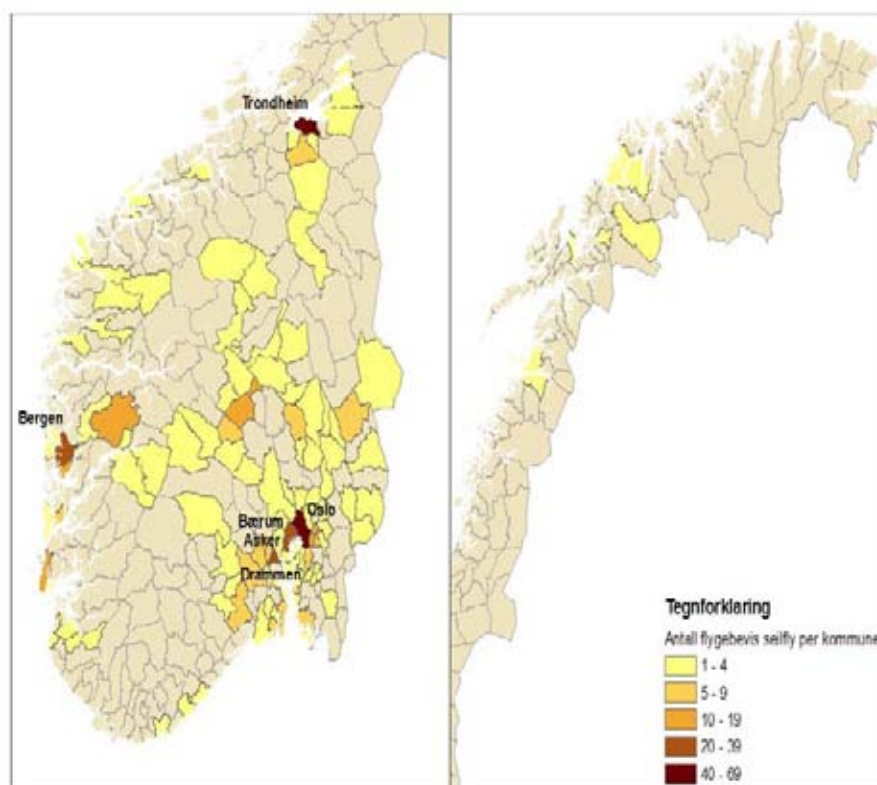 Trondheim
Bergen
Oslo
Bærum
Asker
Drammen
Tegnforklaring
Antall flygebevis seilfly per kommune
1 - 4
5 - 9
10 - 19
20 - 39
40 - 69